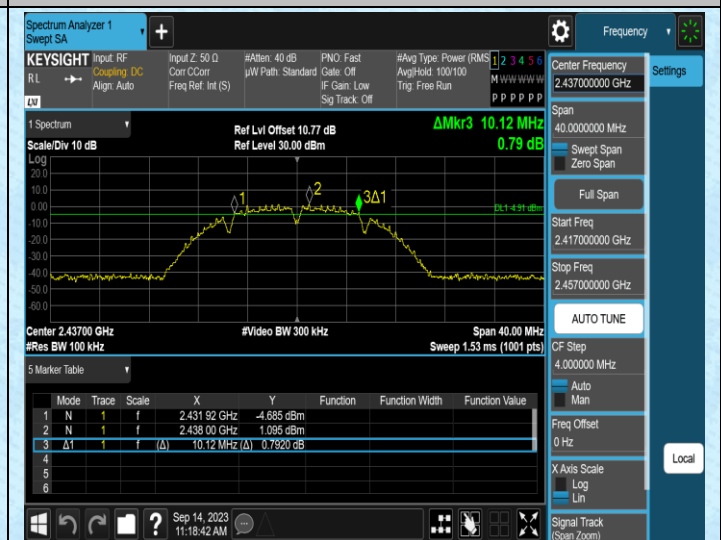 Spectrum Analyzer 1
Swept SA
+
Frequency
KEYSIGHT
RL
LXI
Input: RF
Coupling: DC
Align: Auto
Input Z: 50 Ω
Corr CCorr
Freq Ref: Int (S)
#Atten: 40 dB
µW Path: Standard
PNO: Fast
Gate: Off
IF Gain: Low
Sig Track: Off
#Avg Type: Power (RMS
Avg|Hold: 100/100
Trig: Free Run
1 2 3 4 5 6
M W W W W W
P P P P P P
1 Spectrum
Scale/Div 10 dB
Ref Lvl Offset 10.77 dB
Ref Level 30.00 dBm
ΔMkr3 10.12 MHz
0.79 dB
Log
20.0
10.0
0.00
-10.0
-20.0
-30.0
-40.0
-50.0
-60.0
1
2
3Δ1
DL1 -4.91 dBm
Center 2.43700 GHz
#Res BW 100 kHz
#Video BW 300 kHz
Span 40.00 MHz
Sweep 1.53 ms (1001 pts)
5 Marker Table
Mode Trace Scale X Y Function Function Width Function Value
1 N 1 f 2.431 92 GHz -4.685 dBm
2 N 1 f 2.438 00 GHz 1.095 dBm
3 Δ1 1 f (Δ) 10.12 MHz (Δ) 0.7920 dB
4
5
6
?
Sep 14, 2023
11:18:42 AM
Center Frequency
2.437000000 GHz
Span
40.0000000 MHz
Swept Span
Zero Span
Full Span
Start Freq
2.417000000 GHz
Stop Freq
2.457000000 GHz
AUTO TUNE
CF Step
4.000000 MHz
Auto
Man
Freq Offset
0 Hz
X Axis Scale
Log
Lin
Signal Track
(Span Zoom)
Settings
Local